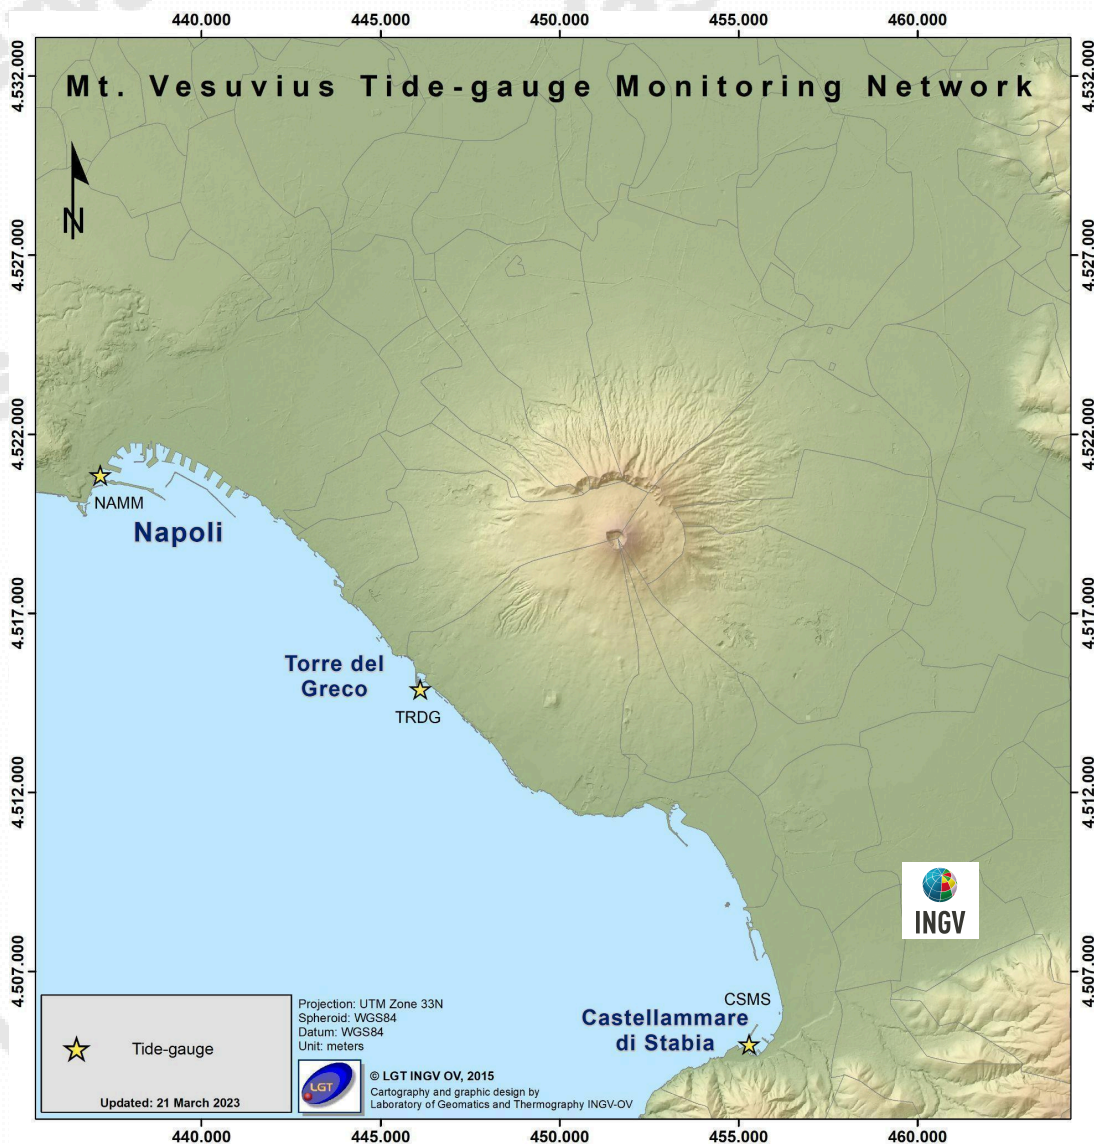 440.000 445.000 450.000 455.000 460.000
Mt. Vesuvius Tide-gauge Monitoring Network
4.532.000 4.532.000
N
4.527.000 4.527.000
4.522.000 4.522.000
NAMM
Napoli
4.517.000 4.517.000
Torre del
Greco
TRDG
4.512.000 4.512.000
INGV
4.507.000 4.507.000
CSMS
Castellammare
di Stabia
Tide-gauge
Updated: 21 March 2023
Projection: UTM Zone 33N
Spheroid: WGS84
Datum: WGS84
Unit: meters
LGT
© LGT INGV OV, 2015
Cartography and graphic design by
Laboratory of Geomatics and Thermography INGV-OV
440.000 445.000 450.000 455.000 460.000